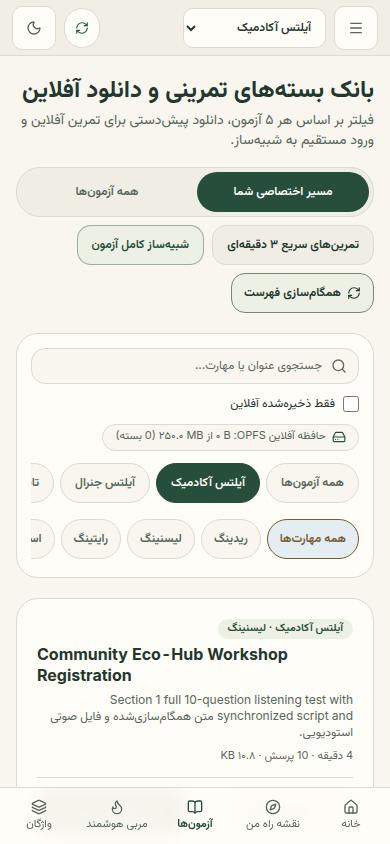 آیلتس آکادمیک
بانک بسته‌های تمرینی و دانلود آفلاین
فیلتر بر اساس هر ۵ آزمون، دانلود پیش‌دستی برای تمرین آفلاین و
ورود مستقیم به شبیه‌ساز.
مسیر اختصاصی شما
همه آزمون‌ها
تمرین‌های سریع ۳ دقیقه‌ای
شبیه‌ساز کامل آزمون
همگام‌سازی فهرست
جستجوی عنوان یا مهارت...
فقط ذخیره‌شده آفلاین
حافظه آفلاین OPFS: ۰ B از ۲۵۰.۰ MB (0 بسته)
همه آزمون‌ها
آیلتس آکادمیک
آیلتس جنرال
تا
همه مهارت‌ها
ریدینگ
لیسنینگ
رایتینگ
اس
آیلتس آکادمیک · لیسنینگ
Community Eco-Hub Workshop
Registration
Section 1 full 10-question listening test with
synchronized script and متن همگام‌سازی‌شده و فایل صوتی
استودیویی.
4 دقیقه · 10 پرسش · ۱۰.۸ KB
خانه
نقشه راه من
آزمون‌ها
مربی هوشمند
واژگان